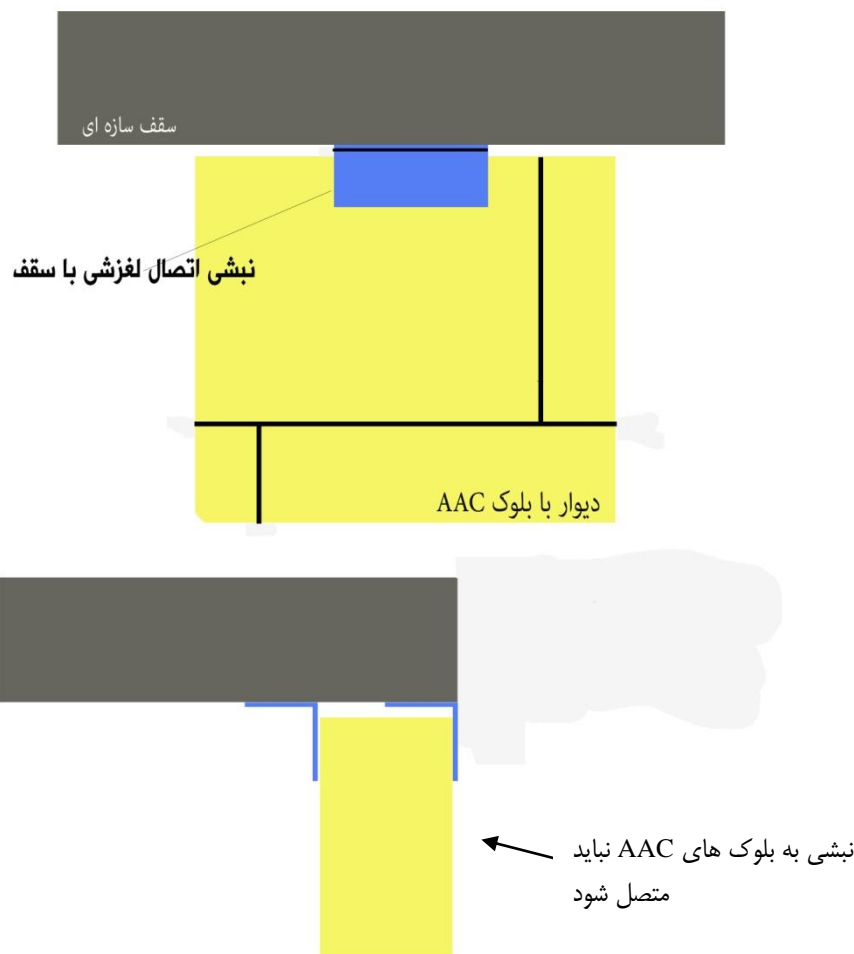 سقف سازه ای
نبشی اتصال لغزشی با سقف
دیوار با بلوک AAC
نبشی به بلوک های AAC نباید
متصل شود